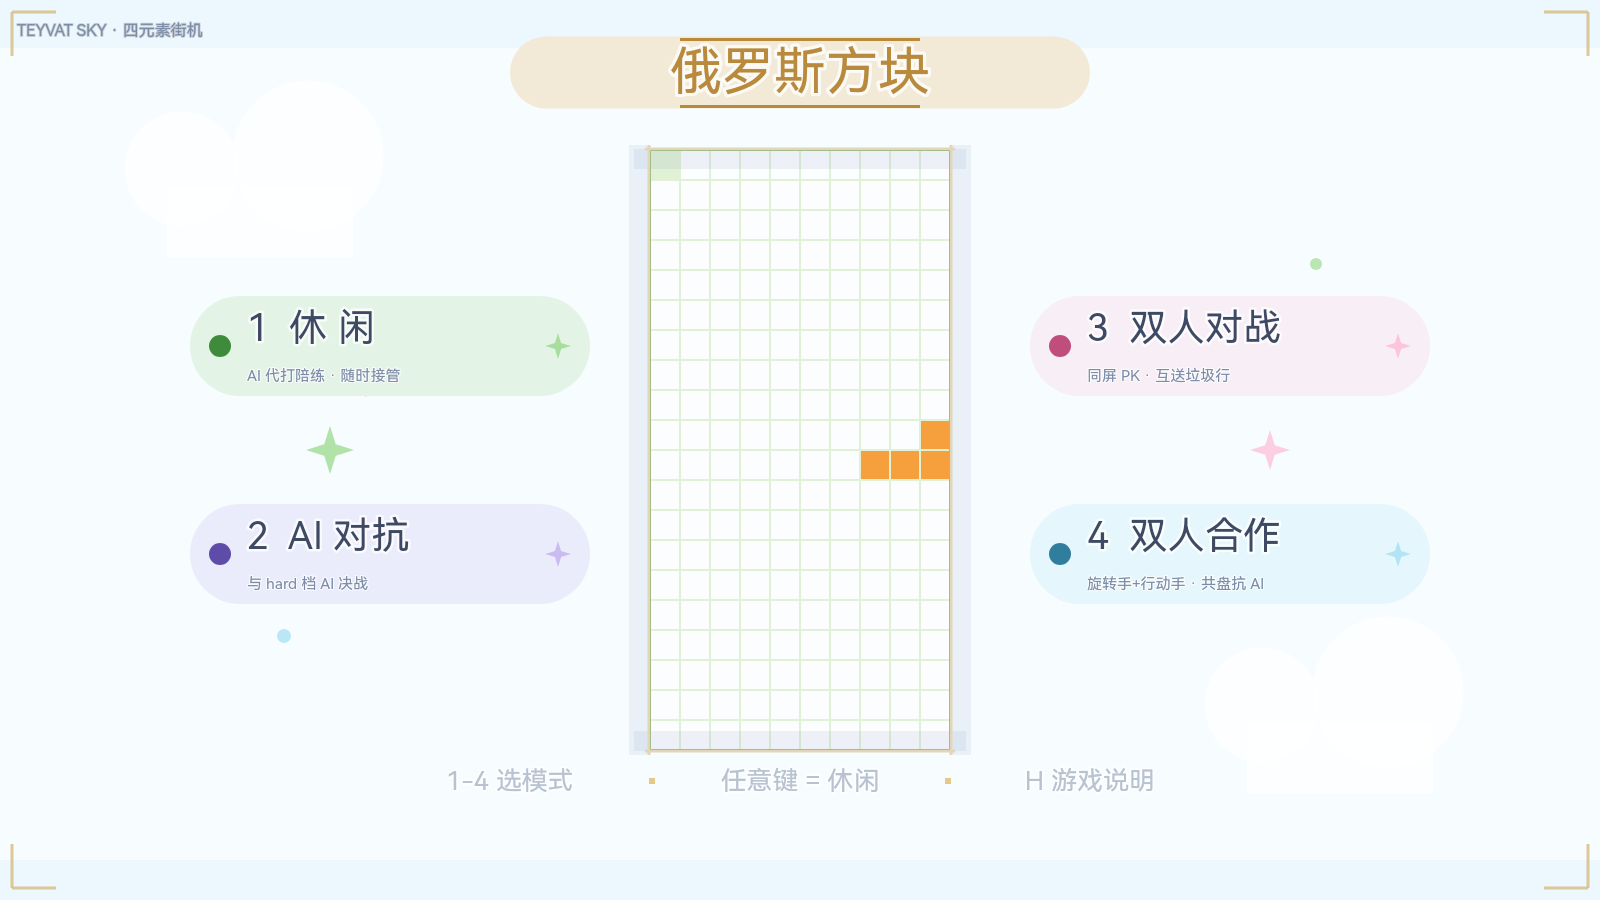 TEYVAT SKY · 四元素街机
俄罗斯方块
1 休 闲
AI 代打陪练 · 随时接管
2 AI 对抗
与 hard 档 AI 决战
3 双人对战
同屏 PK · 互送垃圾行
4 双人合作
旋转手+行动手 · 共盘抗 AI
1-4 选模式 ▪ 任意键 = 休闲 ▪ H 游戏说明